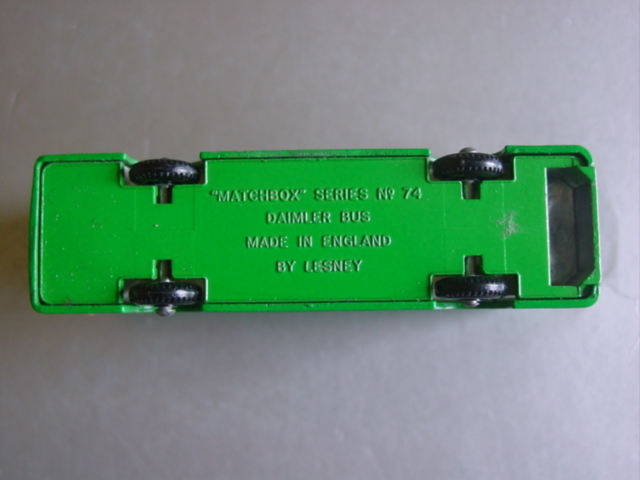 "MATCHBOX" SERIES Nº 74
DAIMLER BUS
MADE IN ENGLAND
BY LESNEY